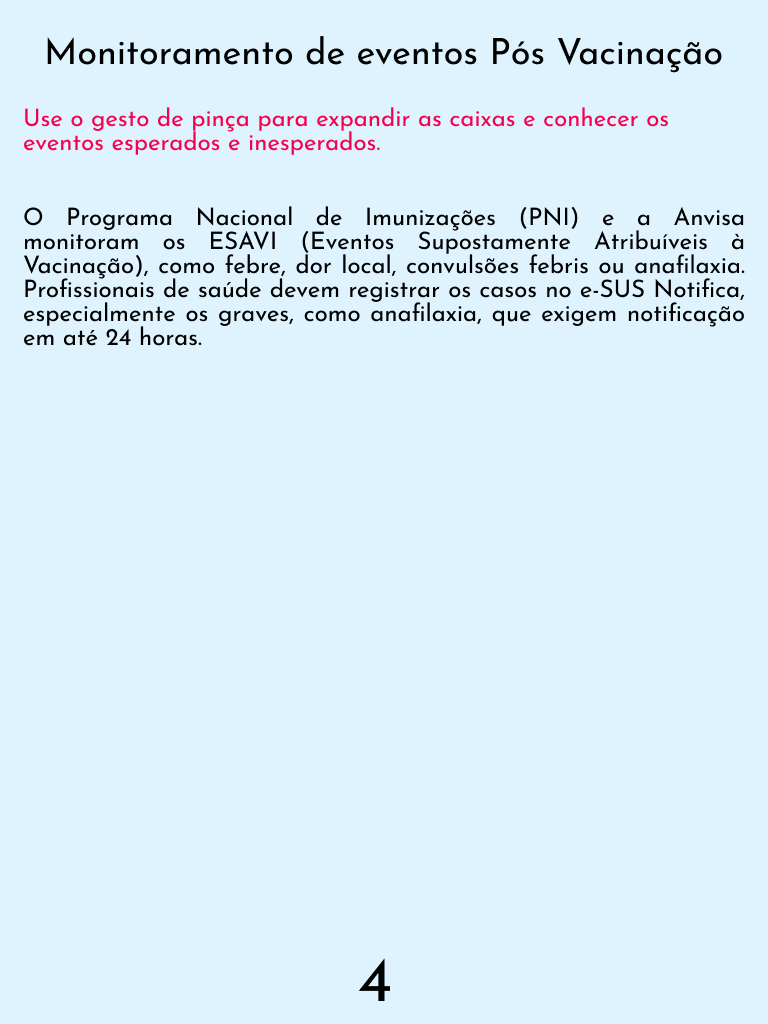 Monitoramento de eventos Pós Vacinação
Use o gesto de pinça para expandir as caixas e conhecer os
eventos esperados e inesperados.
O Programa Nacional de Imunizações (PNI) e a Anvisa
monitoram os ESAVI (Eventos Supostamente Atribuíveis à
Vacinação), como febre, dor local, convulsões febris ou anafilaxia.
Profissionais de saúde devem registrar os casos no e-SUS Notifica,
especialmente os graves, como anafilaxia, que exigem notificação
em até 24 horas.
4